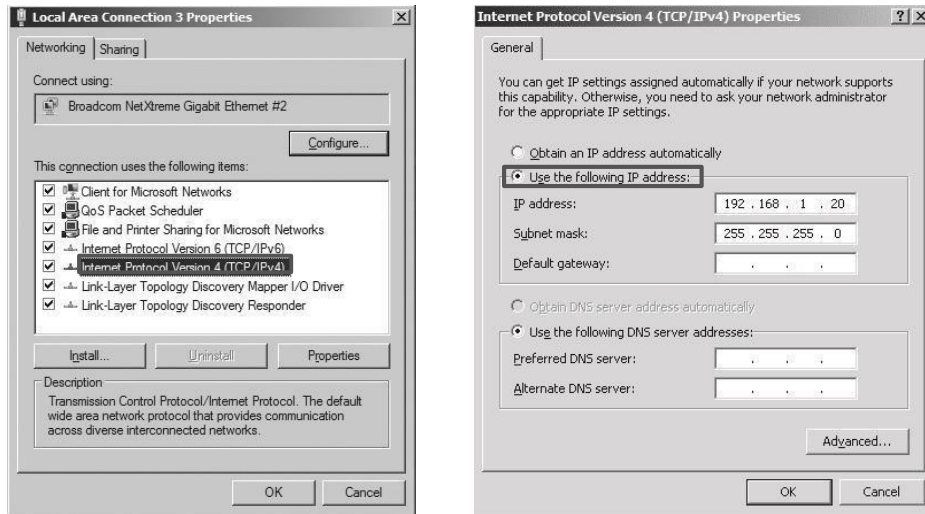 Local Area Connection 3 Properties
Networking
Sharing
Connect using:
Broadcom NetXtreme Gigabit Ethernet #2
Configure...
This connection uses the following items:
Client for Microsoft Networks
QoS Packet Scheduler
File and Printer Sharing for Microsoft Networks
Internet Protocol Version 6 (TCP/IPv6)
Internet Protocol Version 4 (TCP/IPv4)
Link-Layer Topology Discovery Mapper I/O Driver
Link-Layer Topology Discovery Responder
Install...
Uninstall
Properties
Description
Transmission Control Protocol/Internet Protocol. The default
wide area network protocol that provides communication
across diverse interconnected networks.
OK
Cancel
Internet Protocol Version 4 (TCP/IPv4) Properties
General
You can get IP settings assigned automatically if your network supports
this capability. Otherwise, you need to ask your network administrator
for the appropriate IP settings.
Obtain an IP address automatically
Use the following IP address:
IP address: 192 . 168 . 1 . 20
Subnet mask: 255 . 255 . 255 . 0
Default gateway: . . .
Obtain DNS server address automatically
Use the following DNS server addresses:
Preferred DNS server: . . .
Alternate DNS server: . . .
Advanced...
OK
Cancel